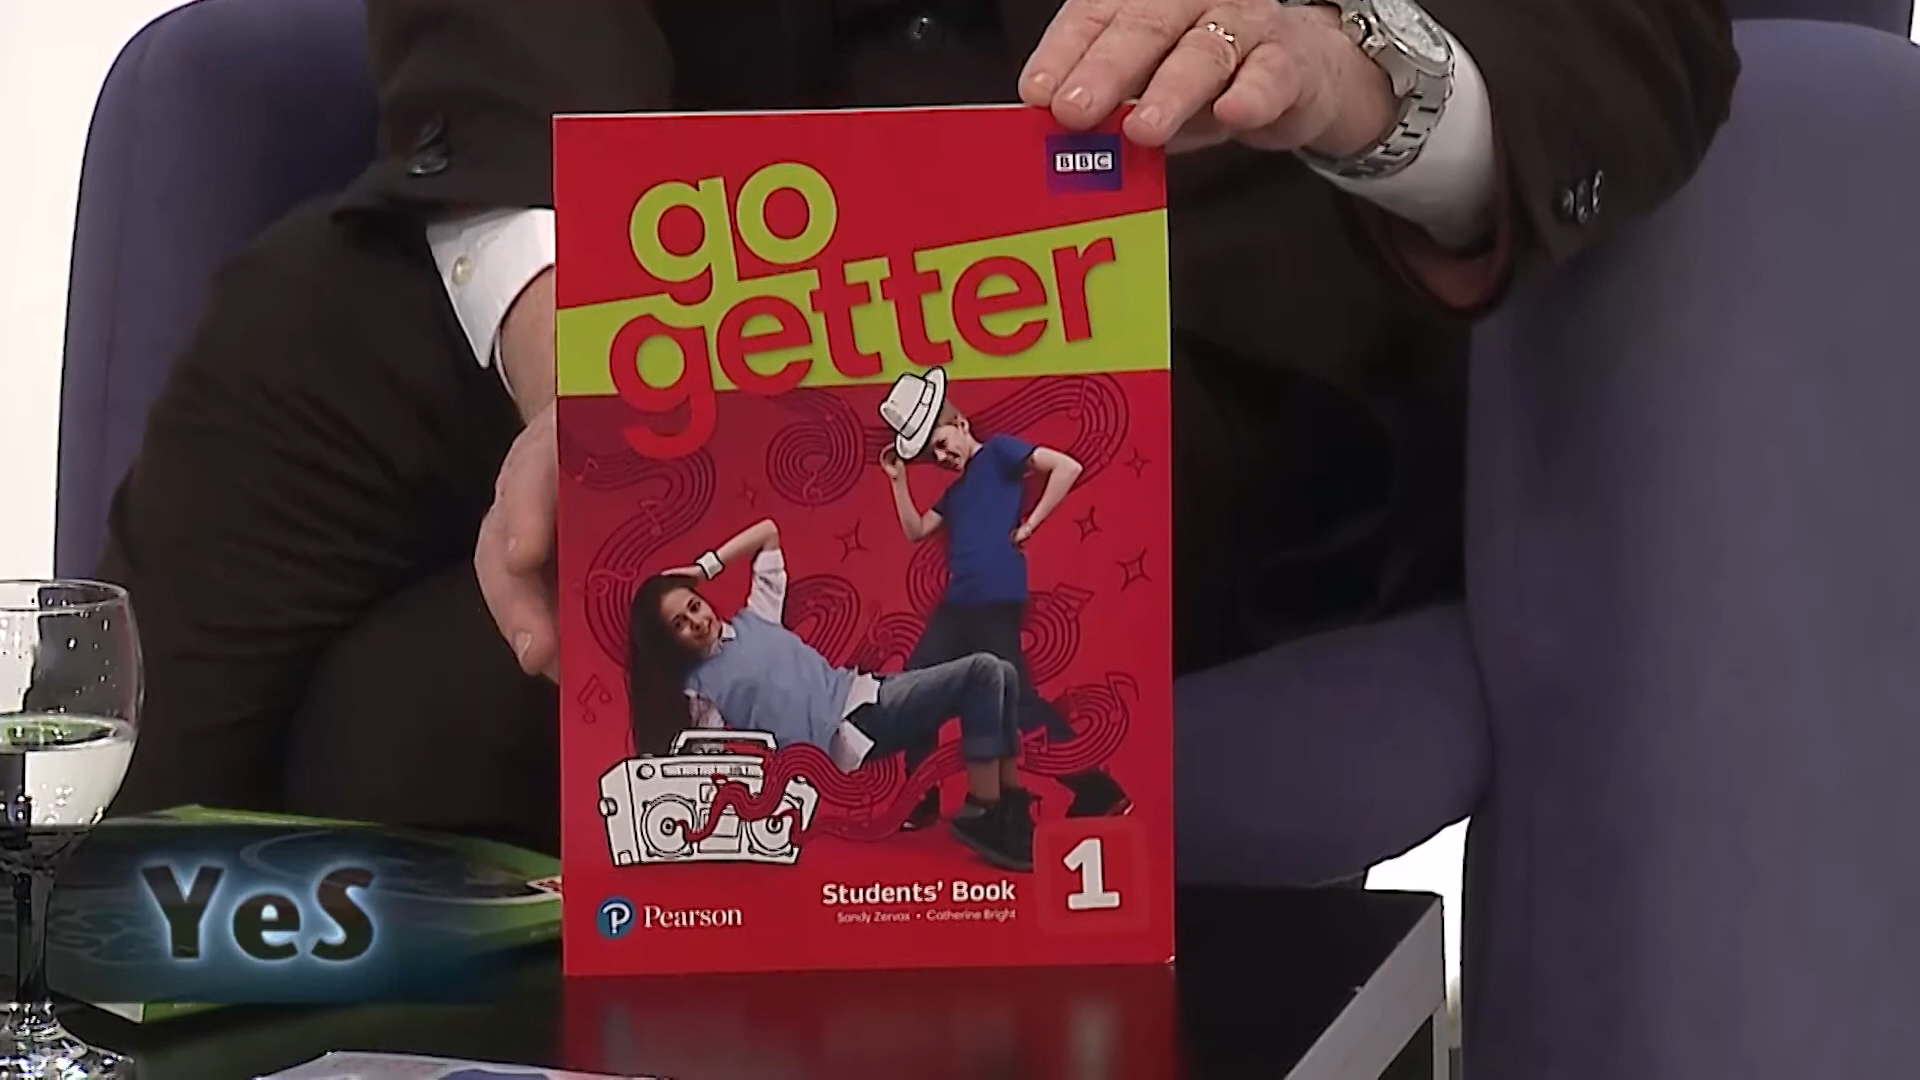 BBC
go
getter
Students' Book
Sandy Zervas • Catherine Bright
1
Pearson
YeS